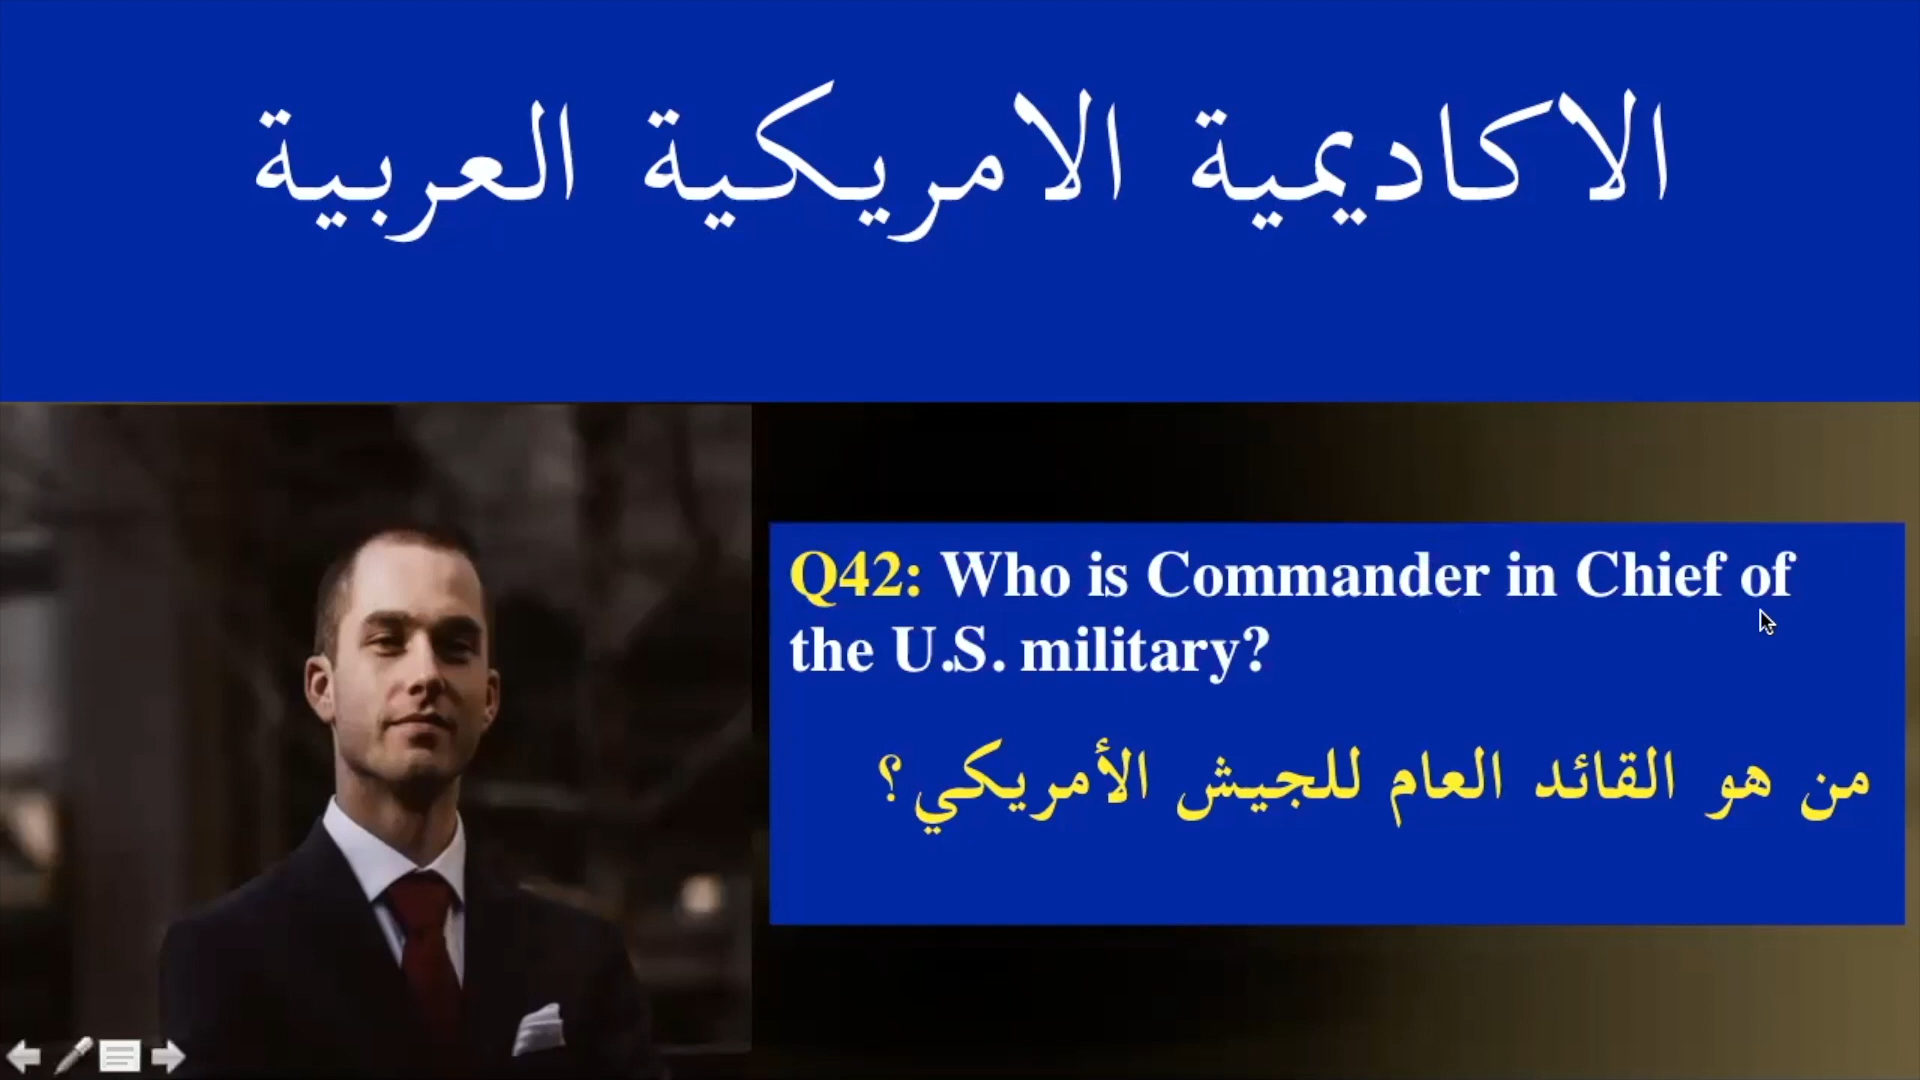 الاكاديمية الامريكية العربية
Q42: Who is Commander in Chief of
the U.S. military?
من هو القائد العام للجيش الأمريكي؟